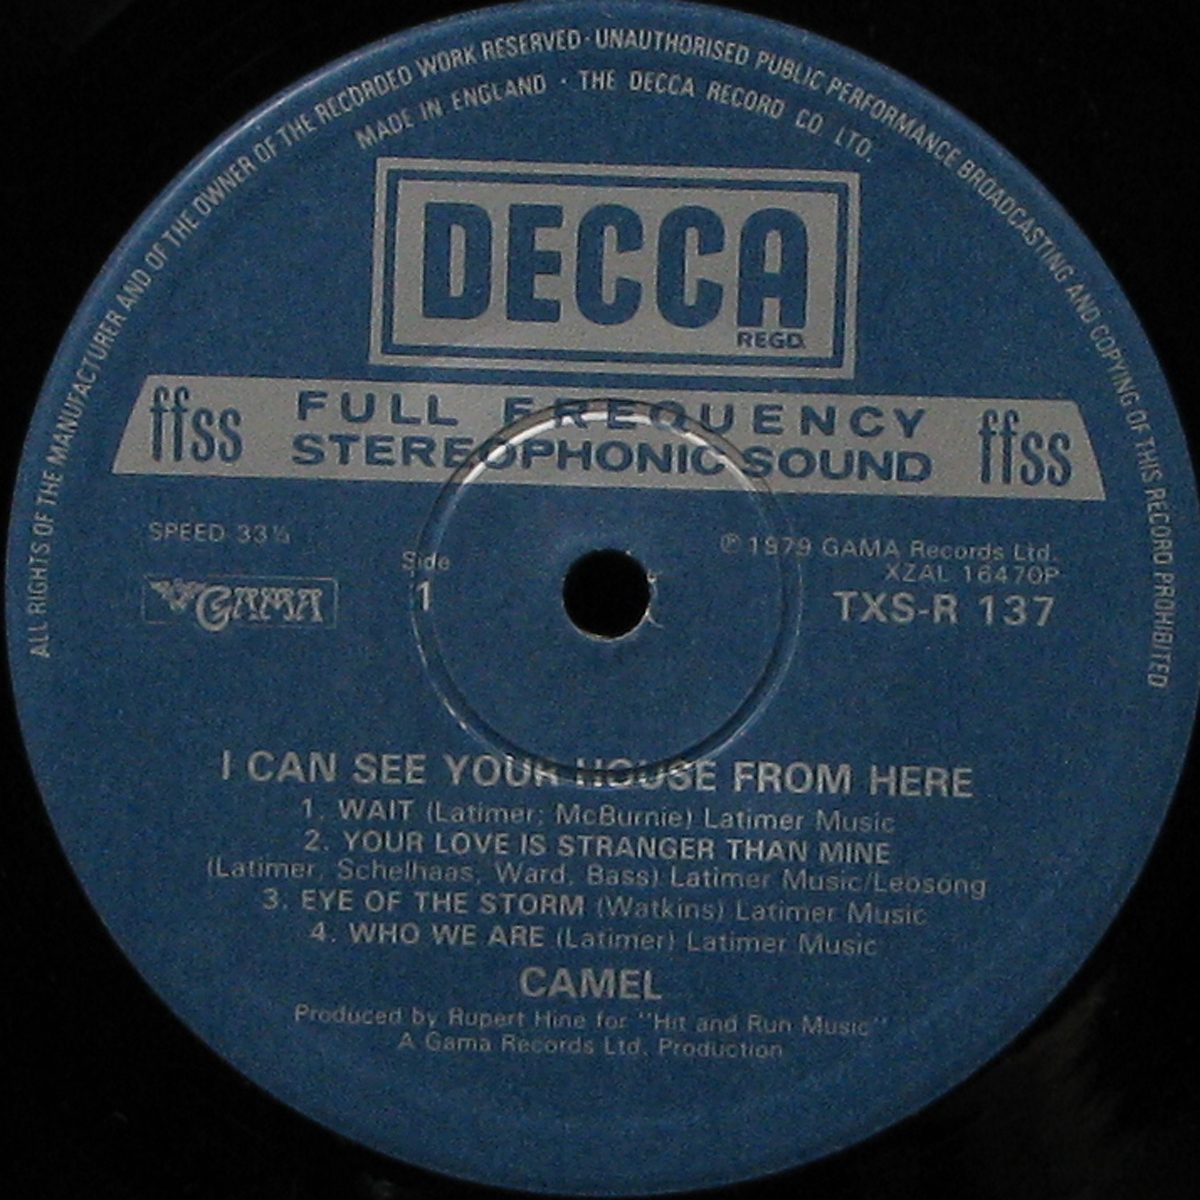 ALL RIGHTS OF THE MANUFACTURER AND OF THE OWNER OF THE RECORDED WORK RESERVED · UNAUTHORISED PUBLIC PERFORMANCE BROADCASTING AND COPYING OF THIS RECORD PROHIBITED
MADE IN ENGLAND · THE DECCA RECORD CO LTD.
DECCA
REGD.
ffss FULL FREQUENCY STEREOPHONIC SOUND ffss
SPEED 33⅓
℗ 1979 GAMA Records Ltd.
XZAL 16470P
GAMA
Side
1
TXS-R 137
I CAN SEE YOUR HOUSE FROM HERE
1. WAIT (Latimer; McBurnie) Latimer Music
2. YOUR LOVE IS STRANGER THAN MINE
(Latimer, Schelhaas, Ward, Bass) Latimer Music/Leosong
3. EYE OF THE STORM (Watkins) Latimer Music
4. WHO WE ARE (Latimer) Latimer Music
CAMEL
Produced by Rupert Hine for "Hit and Run Music"
A Gama Records Ltd. Production